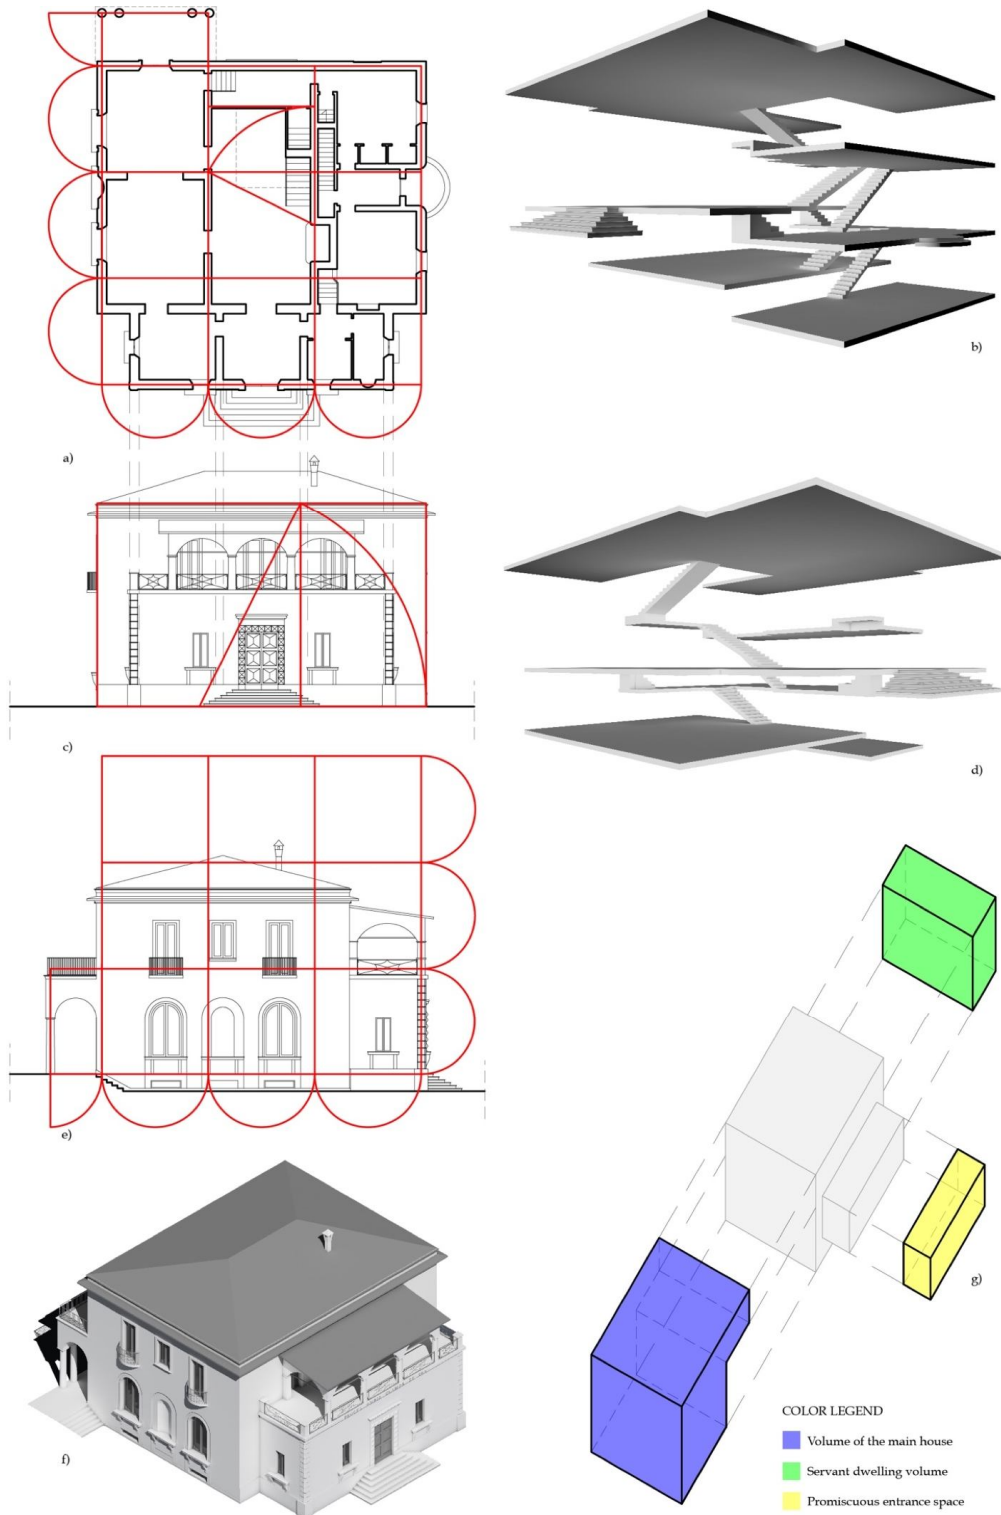 b)
a)
c)
d)
e)
g)
f)
COLOR LEGEND
Volume of the main house
Servant dwelling volume
Promiscuous entrance space